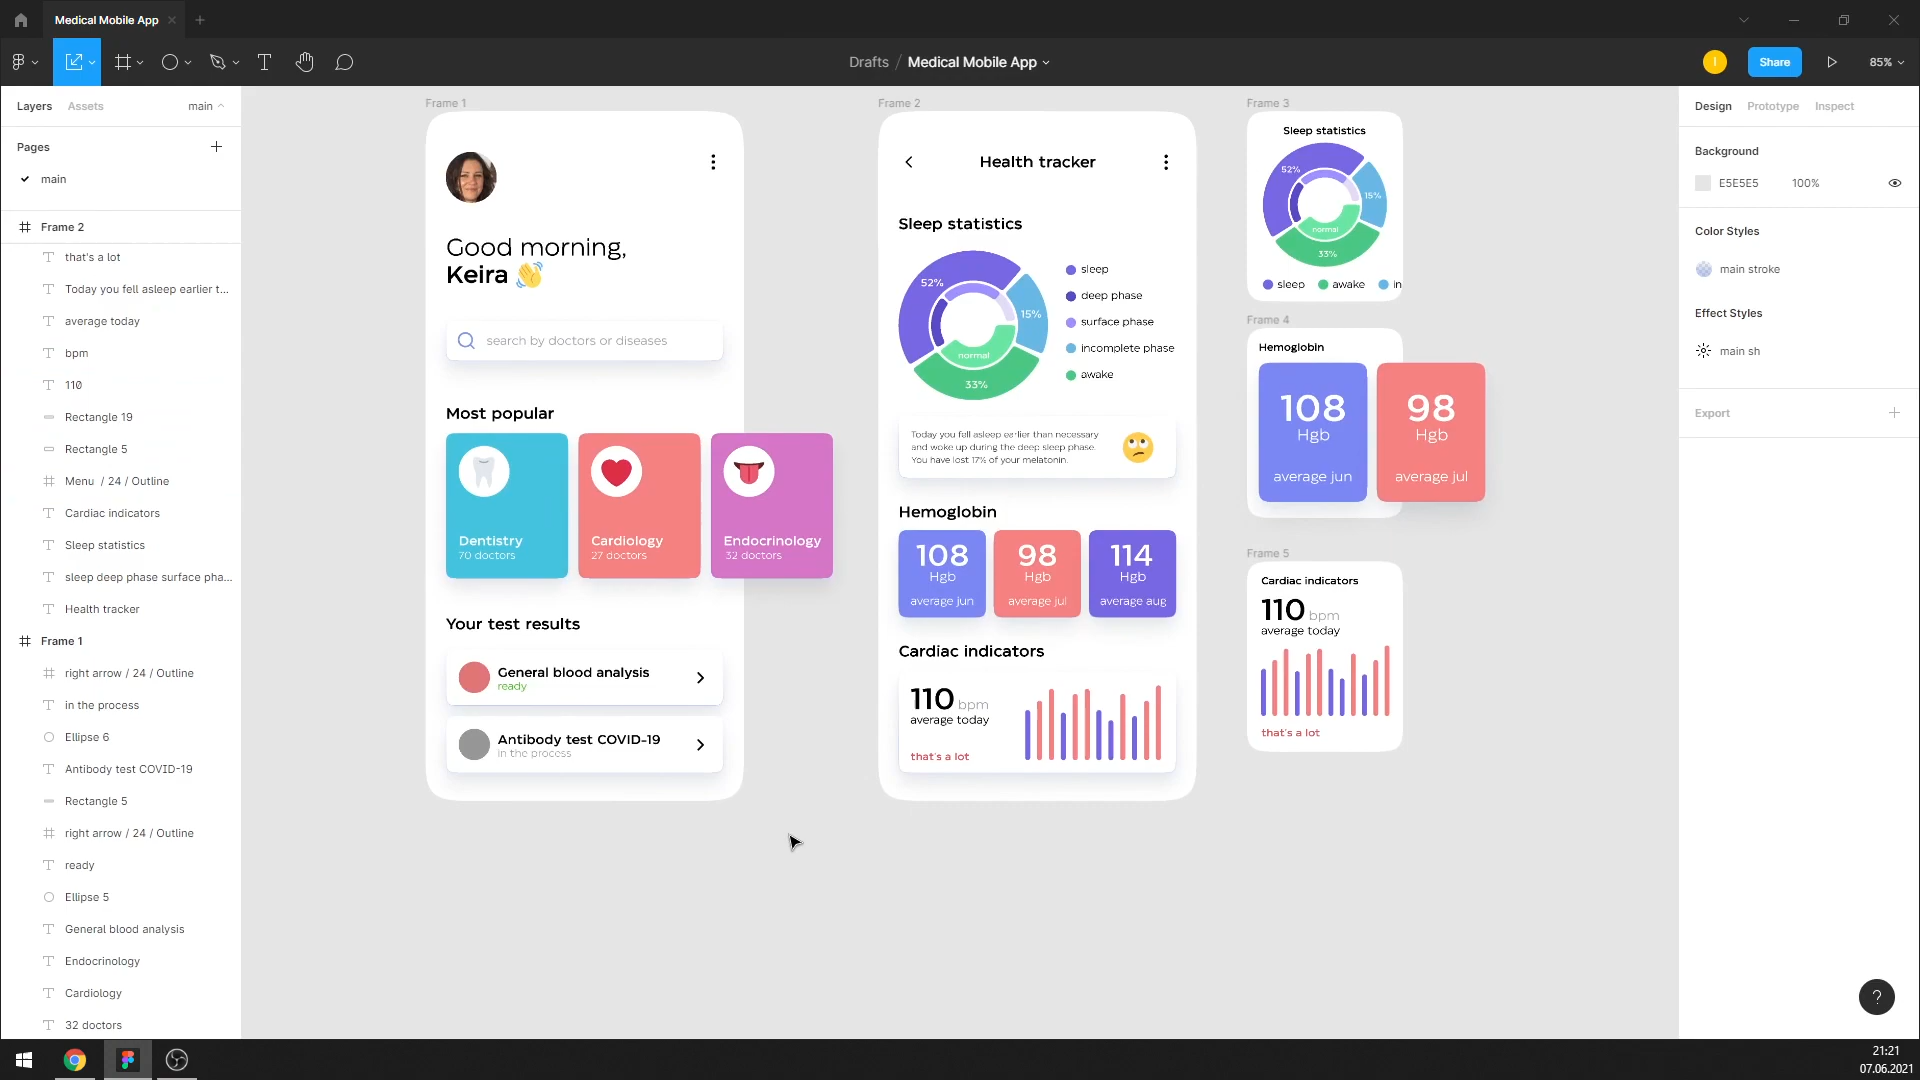 Medical Mobile App
Drafts / Medical Mobile App
I
Share
85%
Layers
Assets
main
Pages
main
Frame 2
that's a lot
Today you fell asleep earlier t...
average today
bpm
110
Rectangle 19
Rectangle 5
Menu / 24 / Outline
Cardiac indicators
Sleep statistics
sleep deep phase surface pha...
Health tracker
Frame 1
right arrow / 24 / Outline
in the process
Ellipse 6
Antibody test COVID-19
Rectangle 5
right arrow / 24 / Outline
ready
Ellipse 5
General blood analysis
Endocrinology
Cardiology
32 doctors
Frame 1
Good morning,
Keira 👋
search by doctors or diseases
Most popular
Dentistry
70 doctors
Cardiology
27 doctors
Endocrinology
32 doctors
Your test results
General blood analysis
ready
Antibody test COVID-19
in the process
Frame 2
Health tracker
Sleep statistics
52%
15%
normal
33%
sleep
deep phase
surface phase
incomplete phase
awake
Today you fell asleep earlier than necessary
and woke up during the deep sleep phase.
You have lost 17% of your melatonin.
Hemoglobin
108
Hgb
average jun
98
Hgb
average jul
114
Hgb
average aug
Cardiac indicators
110 bpm
average today
that's a lot
Frame 3
Sleep statistics
52%
15%
normal
33%
sleep
awake
in
Frame 4
Hemoglobin
108
Hgb
average jun
98
Hgb
average jul
Frame 5
Cardiac indicators
110 bpm
average today
that's a lot
Design
Prototype
Inspect
Background
E5E5E5
100%
Color Styles
main stroke
Effect Styles
main sh
Export
?
21:21
07.06.2021